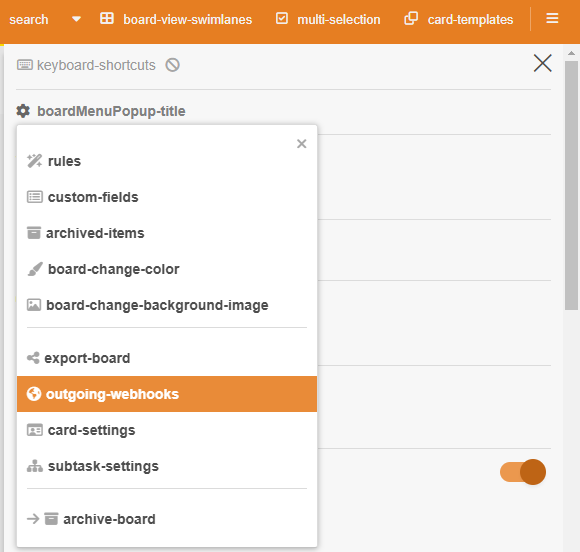 search board-view-swimlanes multi-selection card-templates
keyboard-shortcuts
boardMenuPopup-title
rules
custom-fields
archived-items
board-change-color
board-change-background-image
export-board
outgoing-webhooks
card-settings
subtask-settings
archive-board